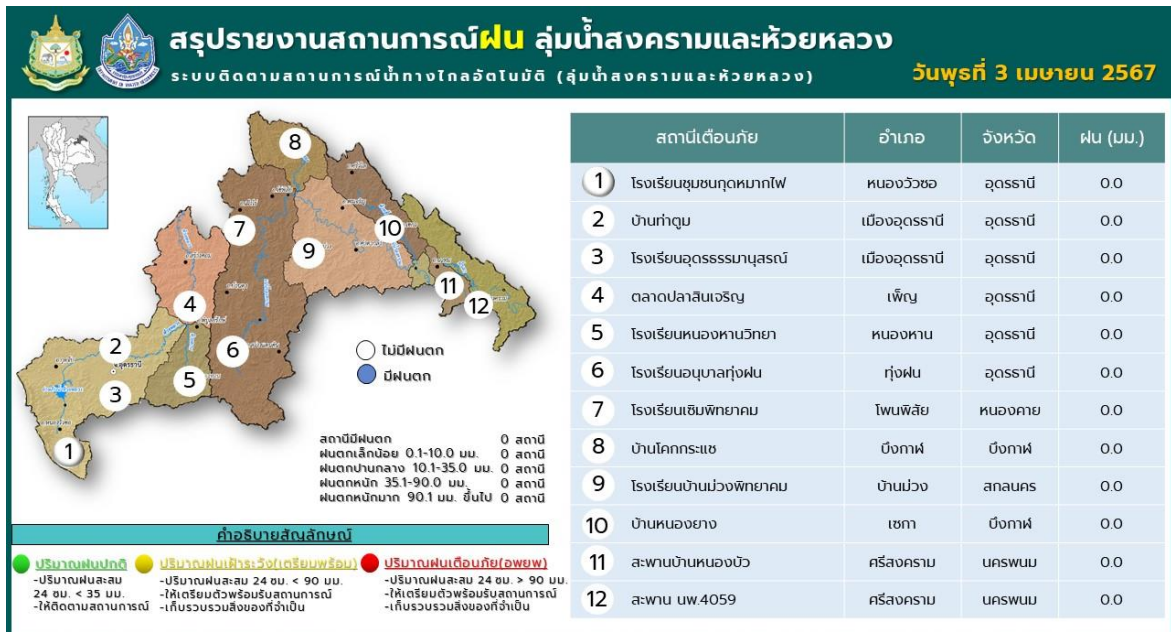 สรุปรายงานสถานการณ์ฝน ลุ่มน้ำสงครามและห้วยหลวง
ระบบติดตามสถานการณ์น้ำทางไกลอัตโนมัติ (ลุ่มน้ำสงครามและห้วยหลวง)
วันพุธที่ 3 เมษายน 2567
8
7
10
9
11
12
4
2
6
5
3
1
ไม่มีฝนตก
มีฝนตก
สถานีมีฝนตก 0 สถานี
ฝนตกเล็กน้อย 0.1-10.0 มม. 0 สถานี
ฝนตกปานกลาง 10.1-35.0 มม. 0 สถานี
ฝนตกหนัก 35.1-90.0 มม. 0 สถานี
ฝนตกหนักมาก 90.1 มม. ขึ้นไป 0 สถานี
คำอธิบายสัญลักษณ์
ปริมาณฝนปกติ
-ปริมาณฝนสะสม
24 ชม. < 35 มม.
-ให้ติดตามสถานการณ์
ปริมาณฝนเฝ้าระวัง(เตรียมพร้อม)
-ปริมาณฝนสะสม 24 ชม. < 90 มม.
-ให้เตรียมตัวพร้อมรับสถานการณ์
-เก็บรวบรวมสิ่งของที่จำเป็น
ปริมาณฝนเตือนภัย(อพยพ)
-ปริมาณฝนสะสม 24 ชม. > 90 มม.
-ให้เตรียมตัวพร้อมรับสถานการณ์
-เก็บรวบรวมสิ่งของที่จำเป็น
สถานีเตือนภัย อำเภอ จังหวัด ฝน (มม.)
1 โรงเรียนชุมชนกุดหมากไฟ หนองวัวซอ อุดรธานี 0.0
2 บ้านท่าตูม เมืองอุดรธานี อุดรธานี 0.0
3 โรงเรียนอุดรธรรมานุสรณ์ เมืองอุดรธานี อุดรธานี 0.0
4 ตลาดปลาสินเจริญ เพ็ญ อุดรธานี 0.0
5 โรงเรียนหนองหานวิทยา หนองหาน อุดรธานี 0.0
6 โรงเรียนอนุบาลทุ่งฝน ทุ่งฝน อุดรธานี 0.0
7 โรงเรียนเซิมพิทยาคม โพนพิสัย หนองคาย 0.0
8 บ้านโคกกระแซ บึงกาฬ บึงกาฬ 0.0
9 โรงเรียนบ้านม่วงพิทยาคม บ้านม่วง สกลนคร 0.0
10 บ้านหนองยาง เซกา บึงกาฬ 0.0
11 สะพานบ้านหนองบัว ศรีสงคราม นครพนม 0.0
12 สะพาน นพ.4059 ศรีสงคราม นครพนม 0.0